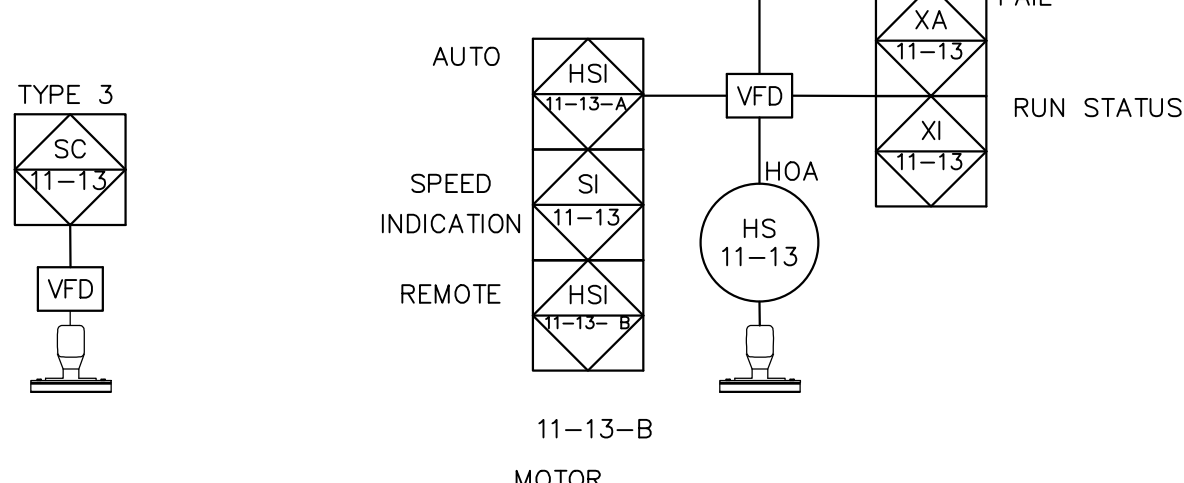 FAIL
XA
11-13
AUTO
HSI
11-13-A
VFD
RUN STATUS
XI
11-13
TYPE 3
SC
11-13
VFD
SPEED
INDICATION
SI
11-13
HOA
HS
11-13
REMOTE
HSI
11-13- B
11-13-B
MOTOR